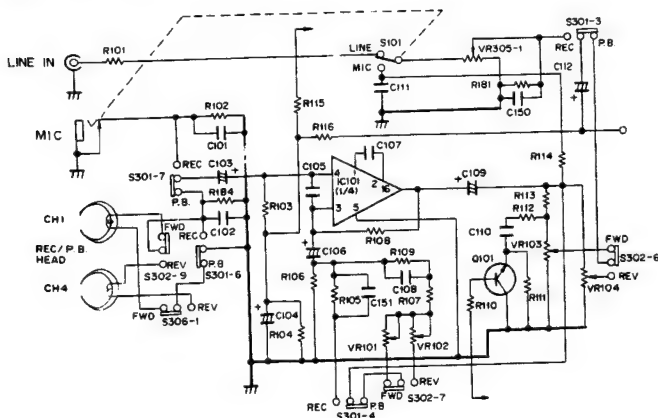 LINE IN
R101
LINE
S101
MIC
VR305-1
REC
S301-3
P.B.
C112
R181
C150
C111
R115
R116
R114
MIC
R102
C101
REC
C103
S301-7
P.B.
R184
REC
C102
C105
C107
4
IC101
(1/4)
2
16
3
5
C109
R113
R112
C110
R103
R108
C106
R109
R106
C108
R105
C151
R107
Q101
R110
R111
VR103
FWD
S302-6
REV
VR104
CH1
REC/P.B.
HEAD
CH4
FWD
S302-9
REV
P.B
S301-6
FWD
REV
S306-1
C104
R104
VR101
VR102
REC
P.B
S301-4
FWD
REV
S302-7